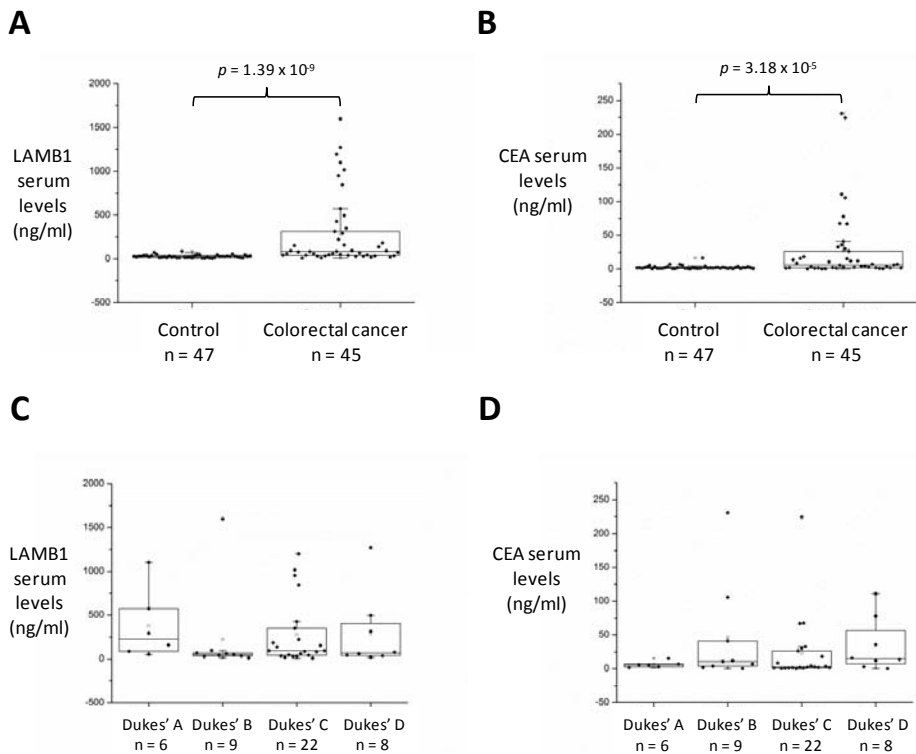 A
p = 1.39 x 10-9
LAMB1
serum
levels
(ng/ml)
2000
1500
1000
500
0
-500
Control
n = 47
Colorectal cancer
n = 45
B
p = 3.18 x 10-5
CEA serum
levels
(ng/ml)
250
200
150
100
50
0
50
Control
n = 47
Colorectal cancer
n = 45
C
LAMB1
serum
levels
(ng/ml)
2000
1500
1000
500
0
-500
Dukes’ A
n = 6
Dukes’ B
n = 9
Dukes’ C
n = 22
Dukes’ D
n = 8
D
CEA serum
levels
(ng/ml)
250
200
150
100
50
0
-50
Dukes’ A
n = 6
Dukes’ B
n = 9
Dukes’ C
n = 22
Dukes’ D
n = 8